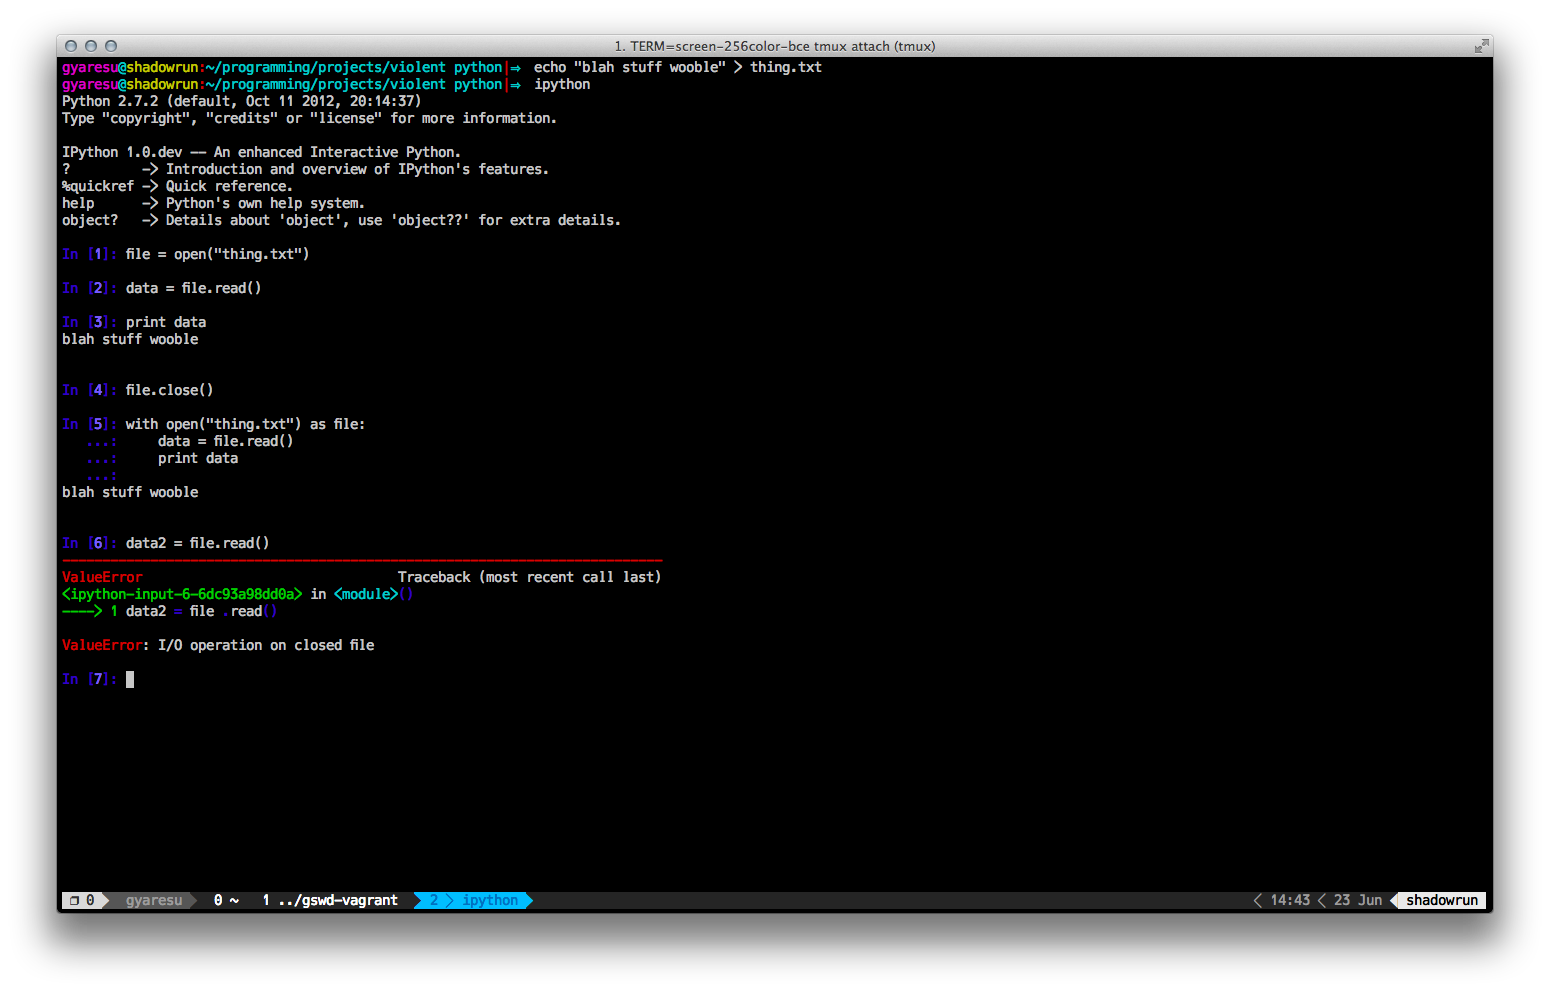 1. TERM=screen-256color-bce tmux attach (tmux)
gyaresu@shadowrun:~/programming/projects/violent python|⇒  echo "blah stuff wooble" > thing.txt
gyaresu@shadowrun:~/programming/projects/violent python|⇒  ipython
Python 2.7.2 (default, Oct 11 2012, 20:14:37)
Type "copyright", "credits" or "license" for more information.
IPython 1.0.dev -- An enhanced Interactive Python.
?         -> Introduction and overview of IPython's features.
%quickref -> Quick reference.
help      -> Python's own help system.
object?   -> Details about 'object', use 'object??' for extra details.
In [1]: file = open("thing.txt")
In [2]: data = file.read()
In [3]: print data
blah stuff wooble
In [4]: file.close()
In [5]: with open("thing.txt") as file:
   ...:     data = file.read()
   ...:     print data
   ...:
blah stuff wooble
In [6]: data2 = file.read()
---------------------------------------------------------------------------
ValueError                                Traceback (most recent call last)
<ipython-input-6-6dc93a98dd0a> in <module>()
----> 1 data2 = file .read()
ValueError: I/O operation on closed file
In [7]:
0 gyaresu 0 ~ 1 ../gswd-vagrant 2 > ipython < 14:43 < 23 Jun shadowrun